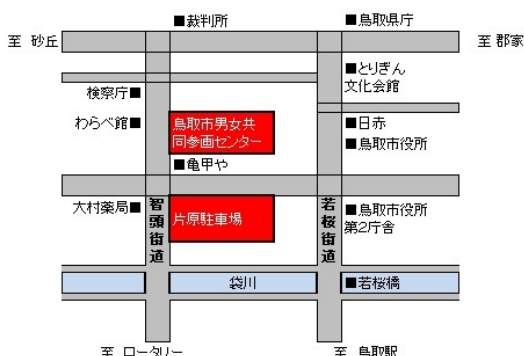 ■裁判所
■鳥取県庁
至 砂丘
至 郡家
■とりぎん
文化会館
検察庁■
わらべ館■
鳥取市男女共
同参画センター
■日赤
■鳥取市役所
■亀甲や
大村薬局■
智頭街道
片原駐車場
若桜街道
■鳥取市役所
第2庁舎
袋川
■若桜橋
至 ロータリー
至 鳥取駅